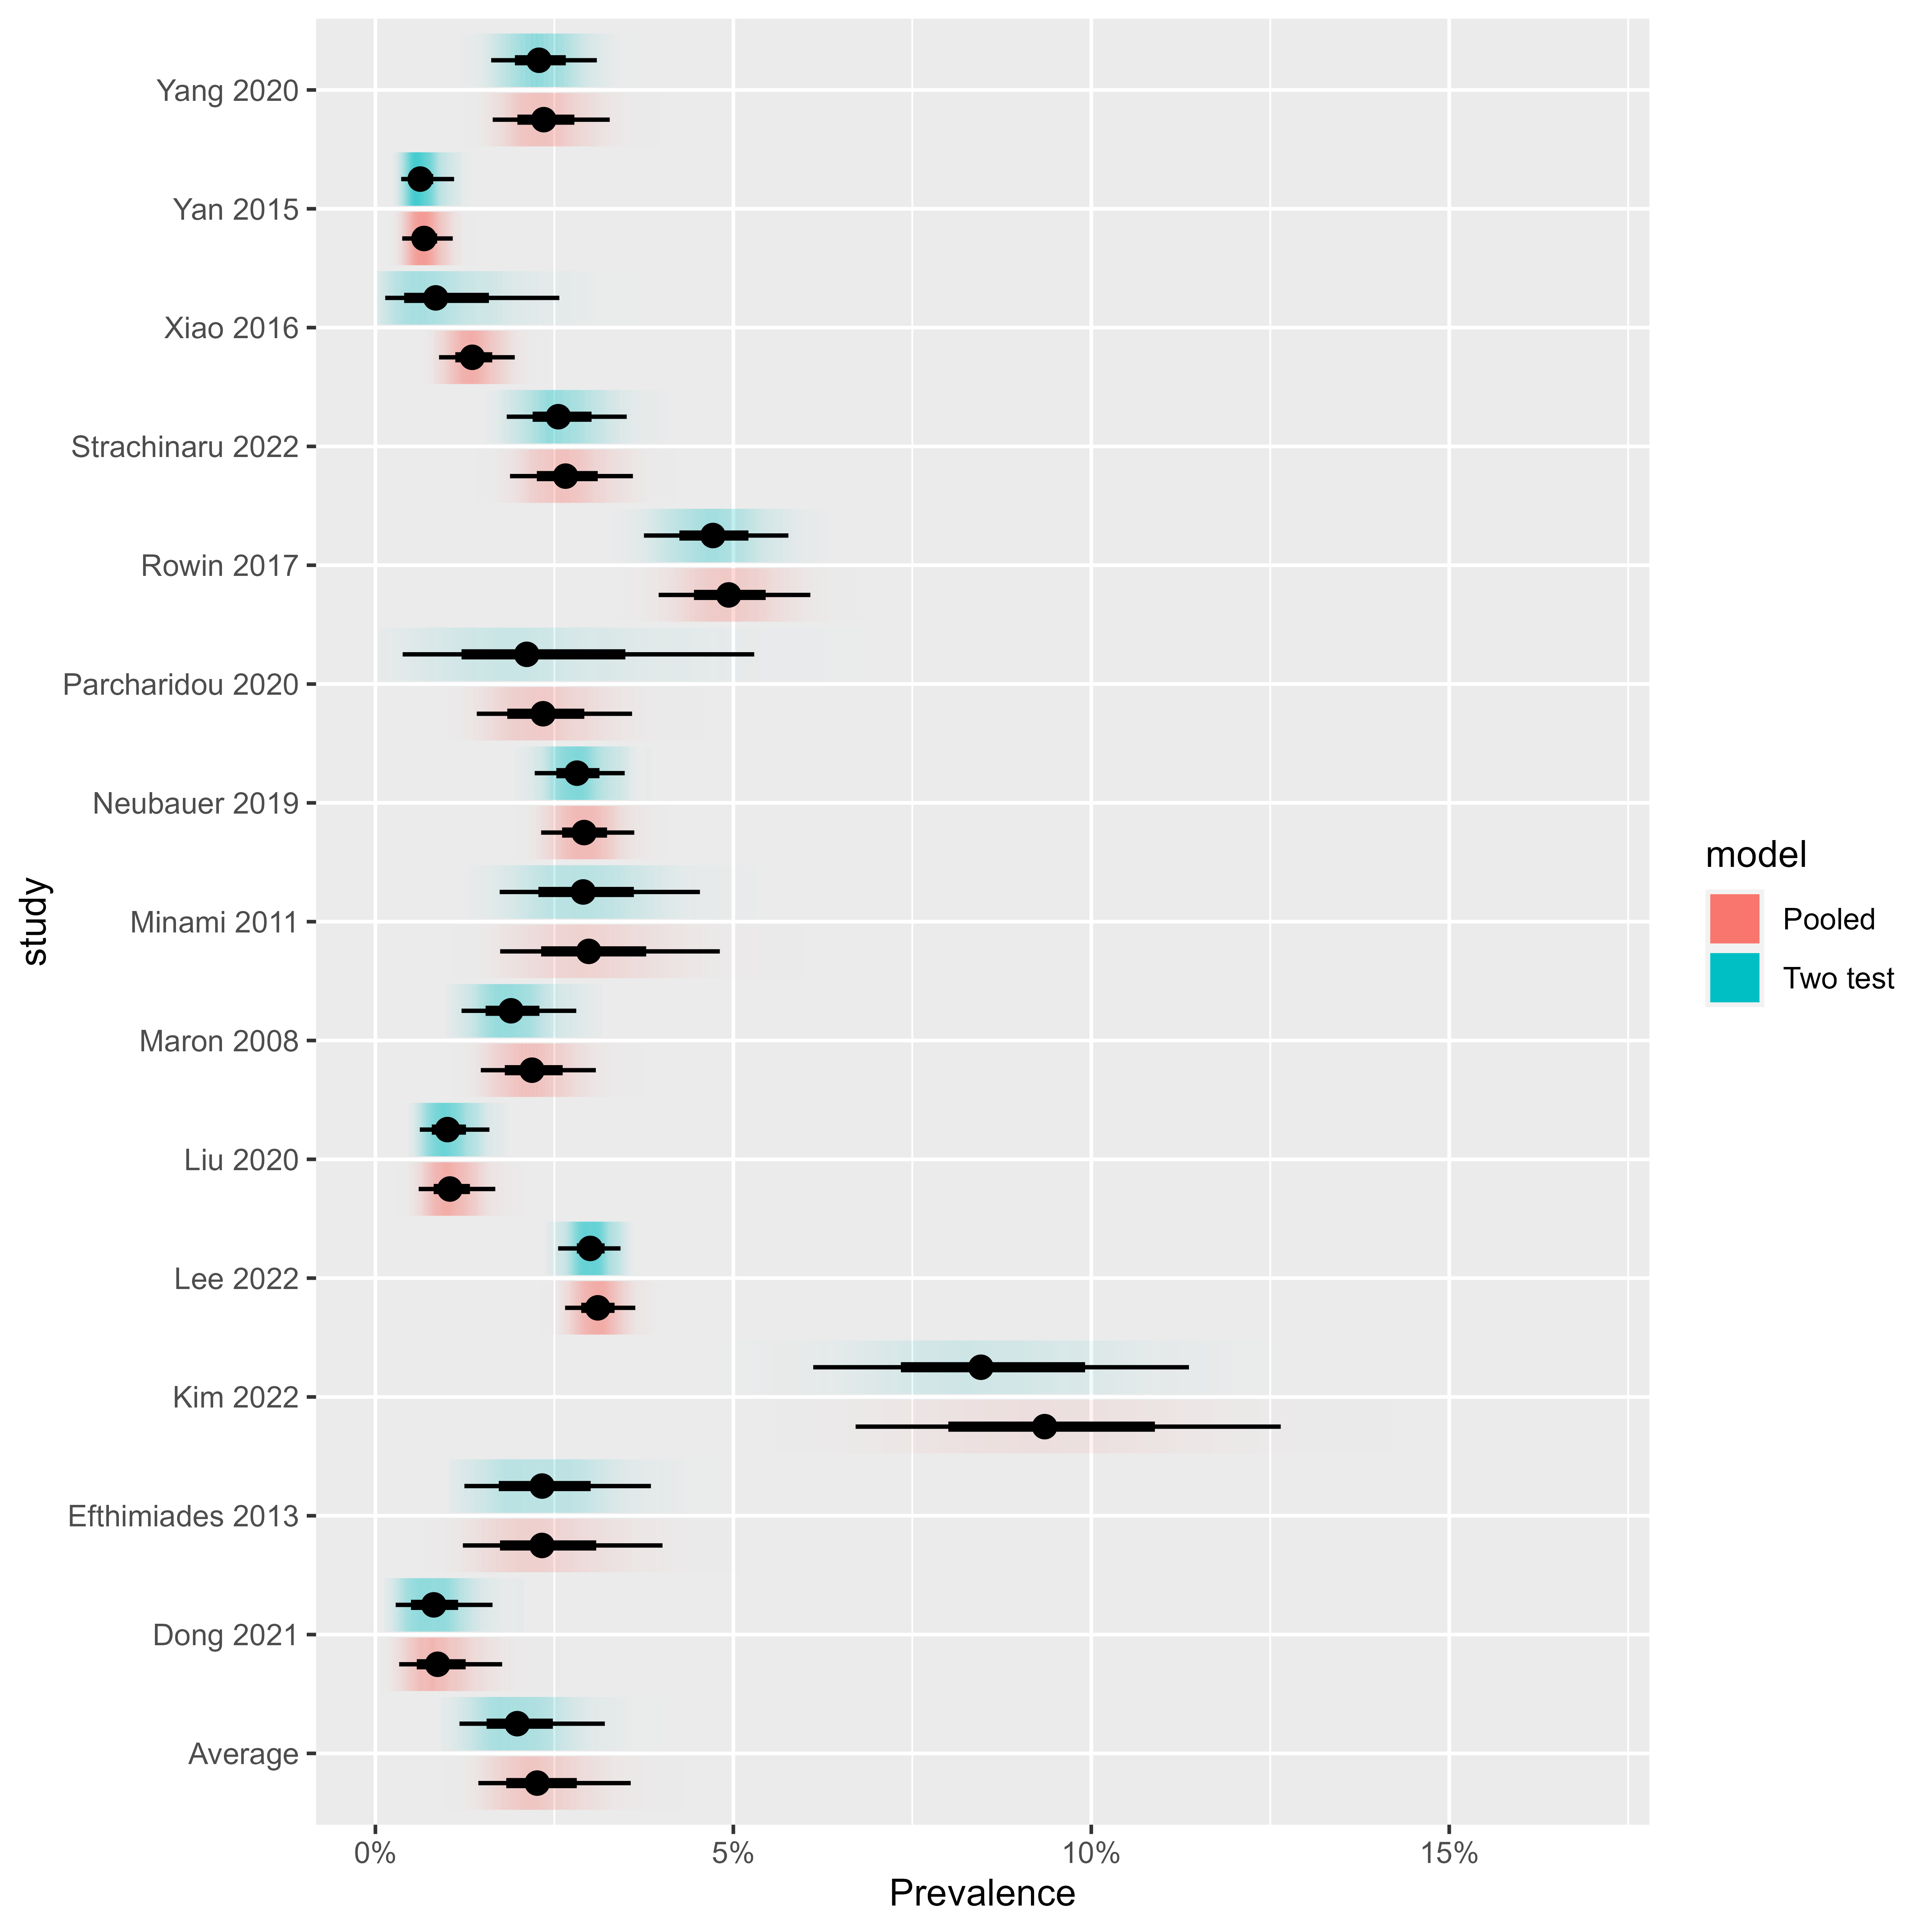 Yang 2020
Yan 2015
Xiao 2016
Strachinaru 2022
Rowin 2017
Parcharidou 2020
Neubauer 2019
Minami 2011
Maron 2008
Liu 2020
Lee 2022
Kim 2022
Efthimiades 2013
Dong 2021
Average
study
0% 5% 10% 15%
Prevalence
model
Pooled
Two test